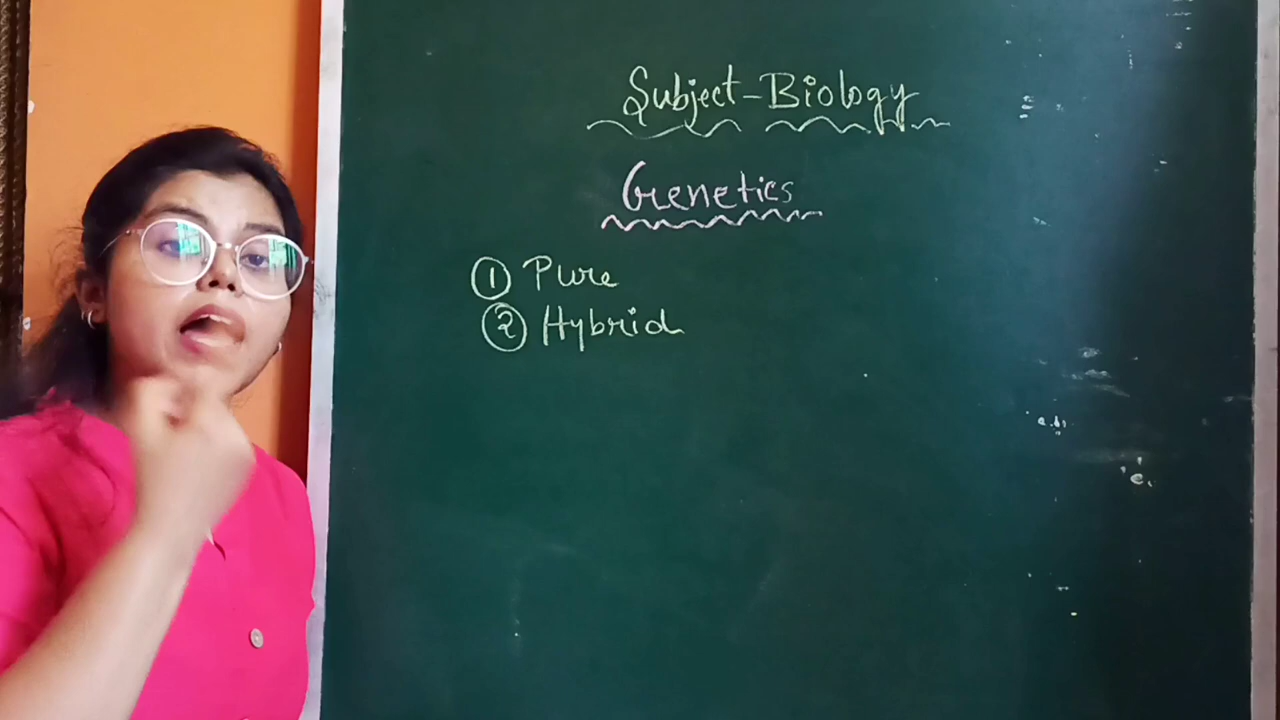 Subject-Biology
Genetics
① Pure
② Hybrid